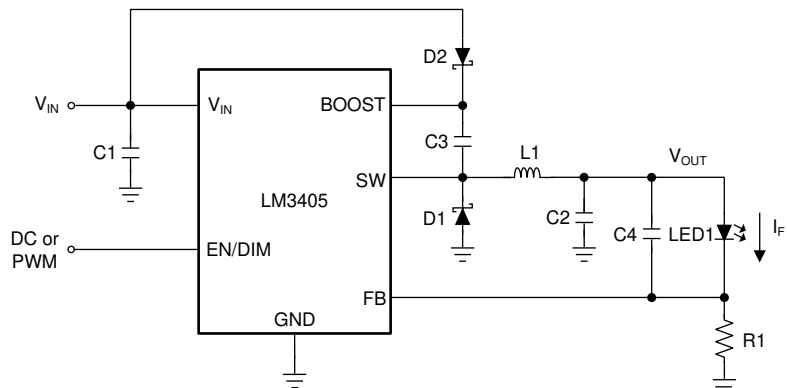 D2
V_IN
V_IN
BOOST
C1
C3
L1
V_OUT
SW
LM3405
D1
C2
C4
LED1
I_F
DC or
PWM
EN/DIM
FB
GND
R1